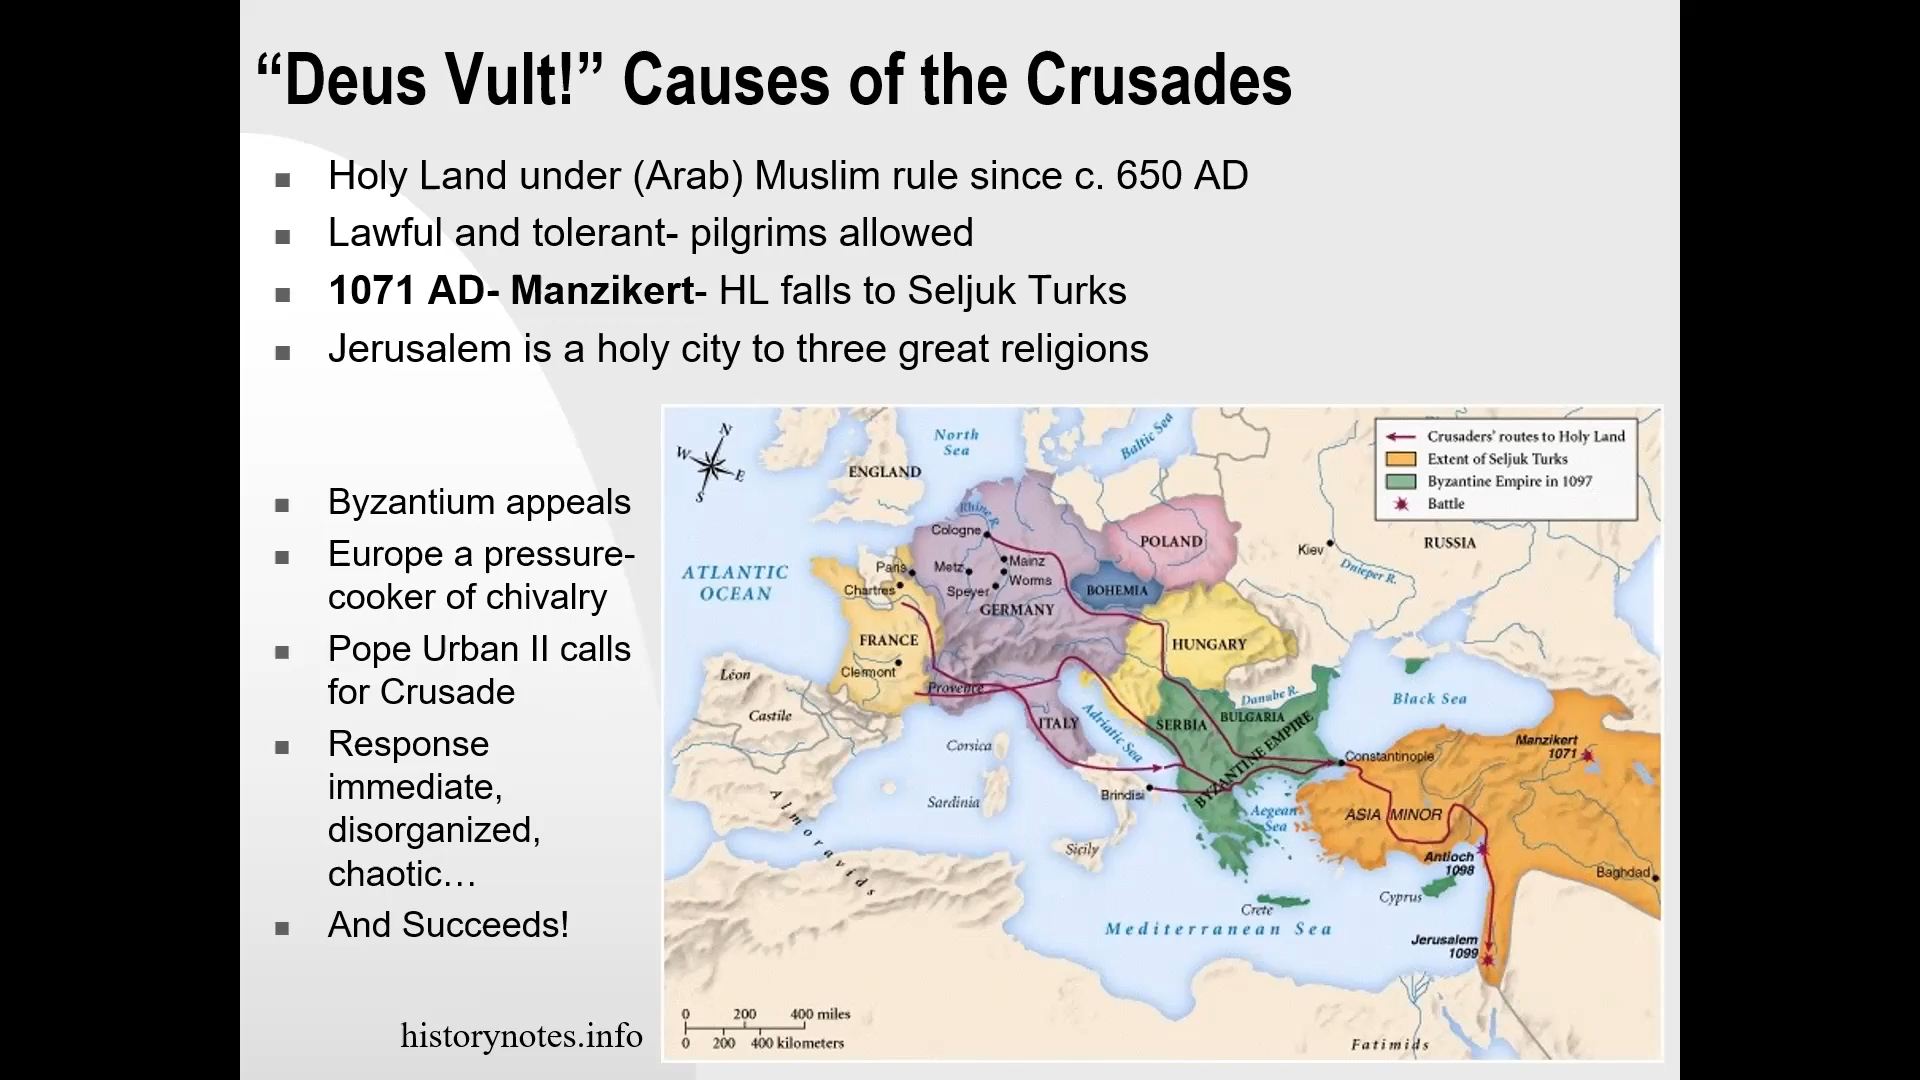 “Deus Vult!” Causes of the Crusades
Holy Land under (Arab) Muslim rule since c. 650 AD
Lawful and tolerant- pilgrims allowed
1071 AD- Manzikert- HL falls to Seljuk Turks
Jerusalem is a holy city to three great religions
Byzantium appeals
Europe a pressure-
cooker of chivalry
Pope Urban II calls
for Crusade
Response
immediate,
disorganized,
chaotic…
And Succeeds!
historynotes.info
Crusaders' routes to Holy Land
Extent of Seljuk Turks
Byzantine Empire in 1097
Battle
N
W
E
S
North
Sea
Baltic Sea
ENGLAND
ATLANTIC
OCEAN
Rhine R.
Cologne
Paris
Metz
Mainz
Worms
Chartres
Speyer
GERMANY
POLAND
BOHEMIA
Kiev
RUSSIA
Dnieper R.
FRANCE
HUNGARY
Clermont
Provence
Léon
Castile
Danube R.
Black Sea
ITALY
Adriatic Sea
SERBIA
BULGARIA
BYZANTINE EMPIRE
Corsica
Constantinople
Manzikert
1071
Sardinia
Brindisi
Aegean
Sea
ASIA MINOR
Almoravids
Sicily
Antioch
1098
Baghdad
Cyprus
Crete
Mediterranean Sea
Jerusalem
1099
0 200 400 miles
0 200 400 kilometers
Fatimids